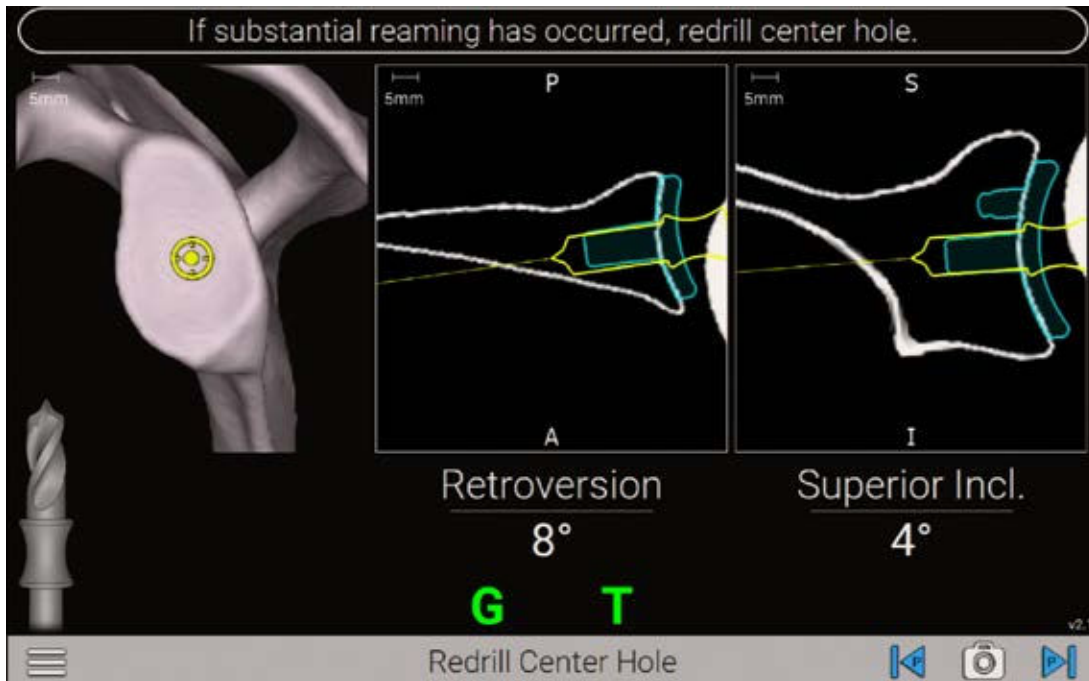 If substantial reaming has occurred, redrill center hole.
5mm
5mm
P
A
5mm
S
I
Retroversion
8°
Superior Incl.
4°
G T
Redrill Center Hole
P
P